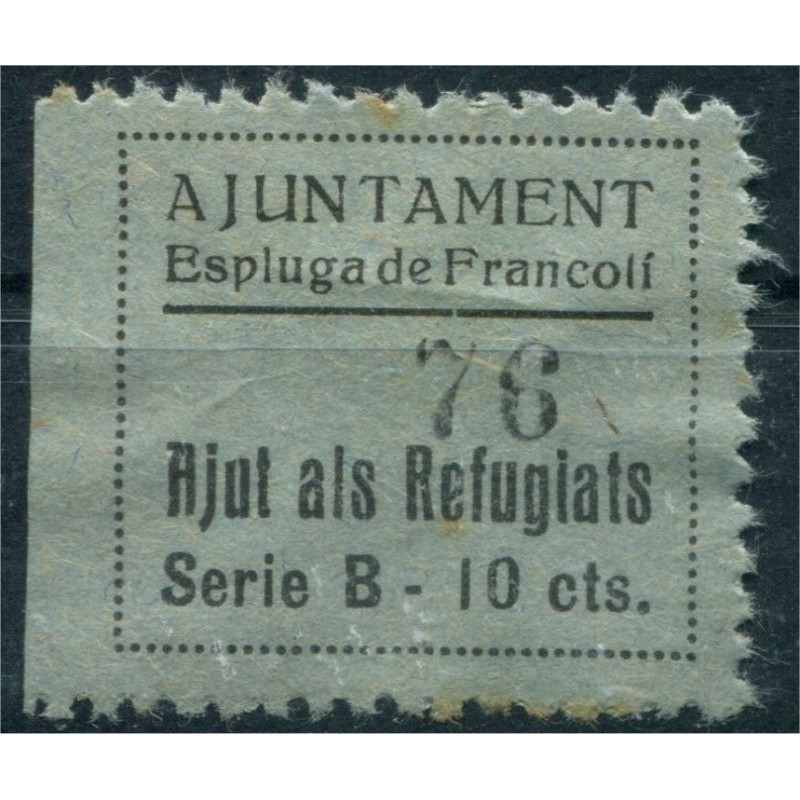 AJUNTAMENT
Espluga de Francolí
76
Ajut als Refugiats
Serie B - 10 cts.